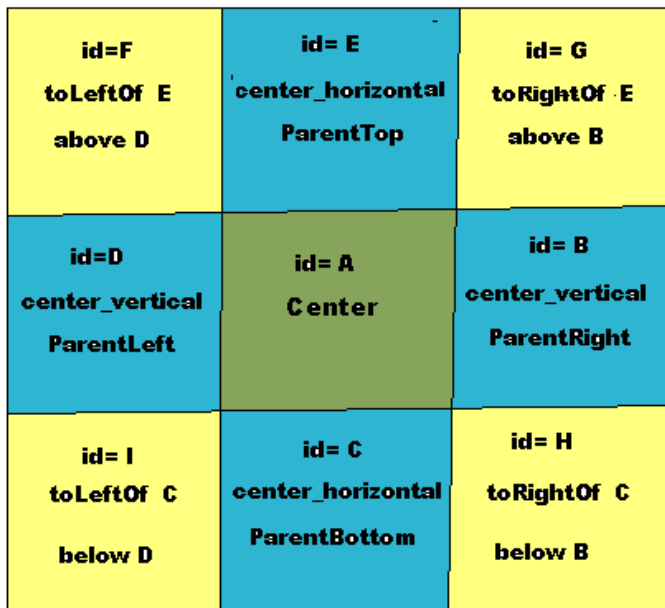 id=F
toLeftOf E
above D
id= E
center_horizontal
ParentTop
id= G
toRightOf E
above B
id=D
center_vertical
ParentLeft
id= A
Center
id= B
center_vertical
ParentRight
id= I
toLeftOf C
below D
id= C
center_horizontal
ParentBottom
id= H
toRightOf C
below B